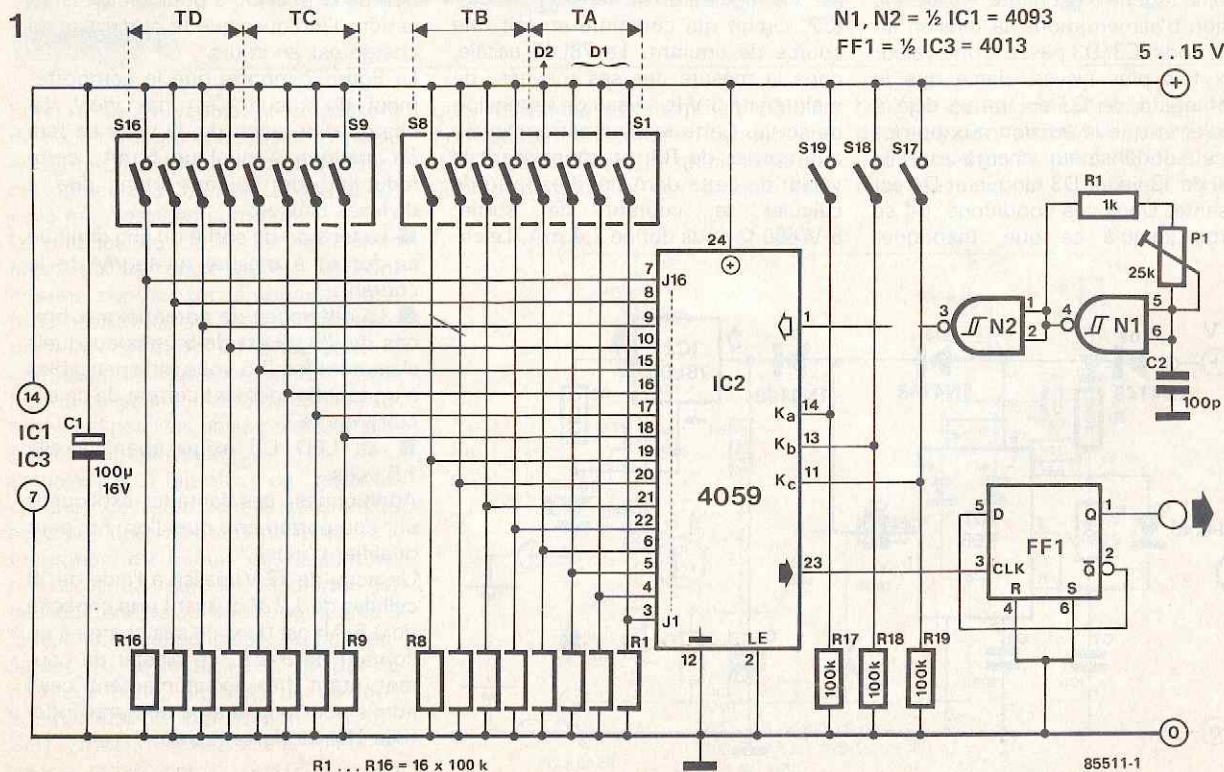 1
TD
TC
TB
TA
D2
D1
N1, N2 = ½ IC1 = 4093
FF1 = ½ IC3 = 4013
5 . . 15 V
+
S16
S9
S8
S1
S19
S18
S17
R1
1k
P1
25k
24
+
7
J16
8
9
10
15
16
17
18
19
20
21
22
6
5
4
3
J1
IC2
4059
1
14
Ka
13
Kb
11
Kc
23
12
LE
2
3
N2
1
2
4
N1
5
6
C2
100p
14
IC1
IC3
7
C1
100µ
16V
5
D
Q
1
FF1
3
CLK
Q
2
R
S
4
6
R16
R9
R8
R1
R17
R18
R19
100k
100k
100k
0
R1 . . . R16 = 16 x 100 k
85511-1